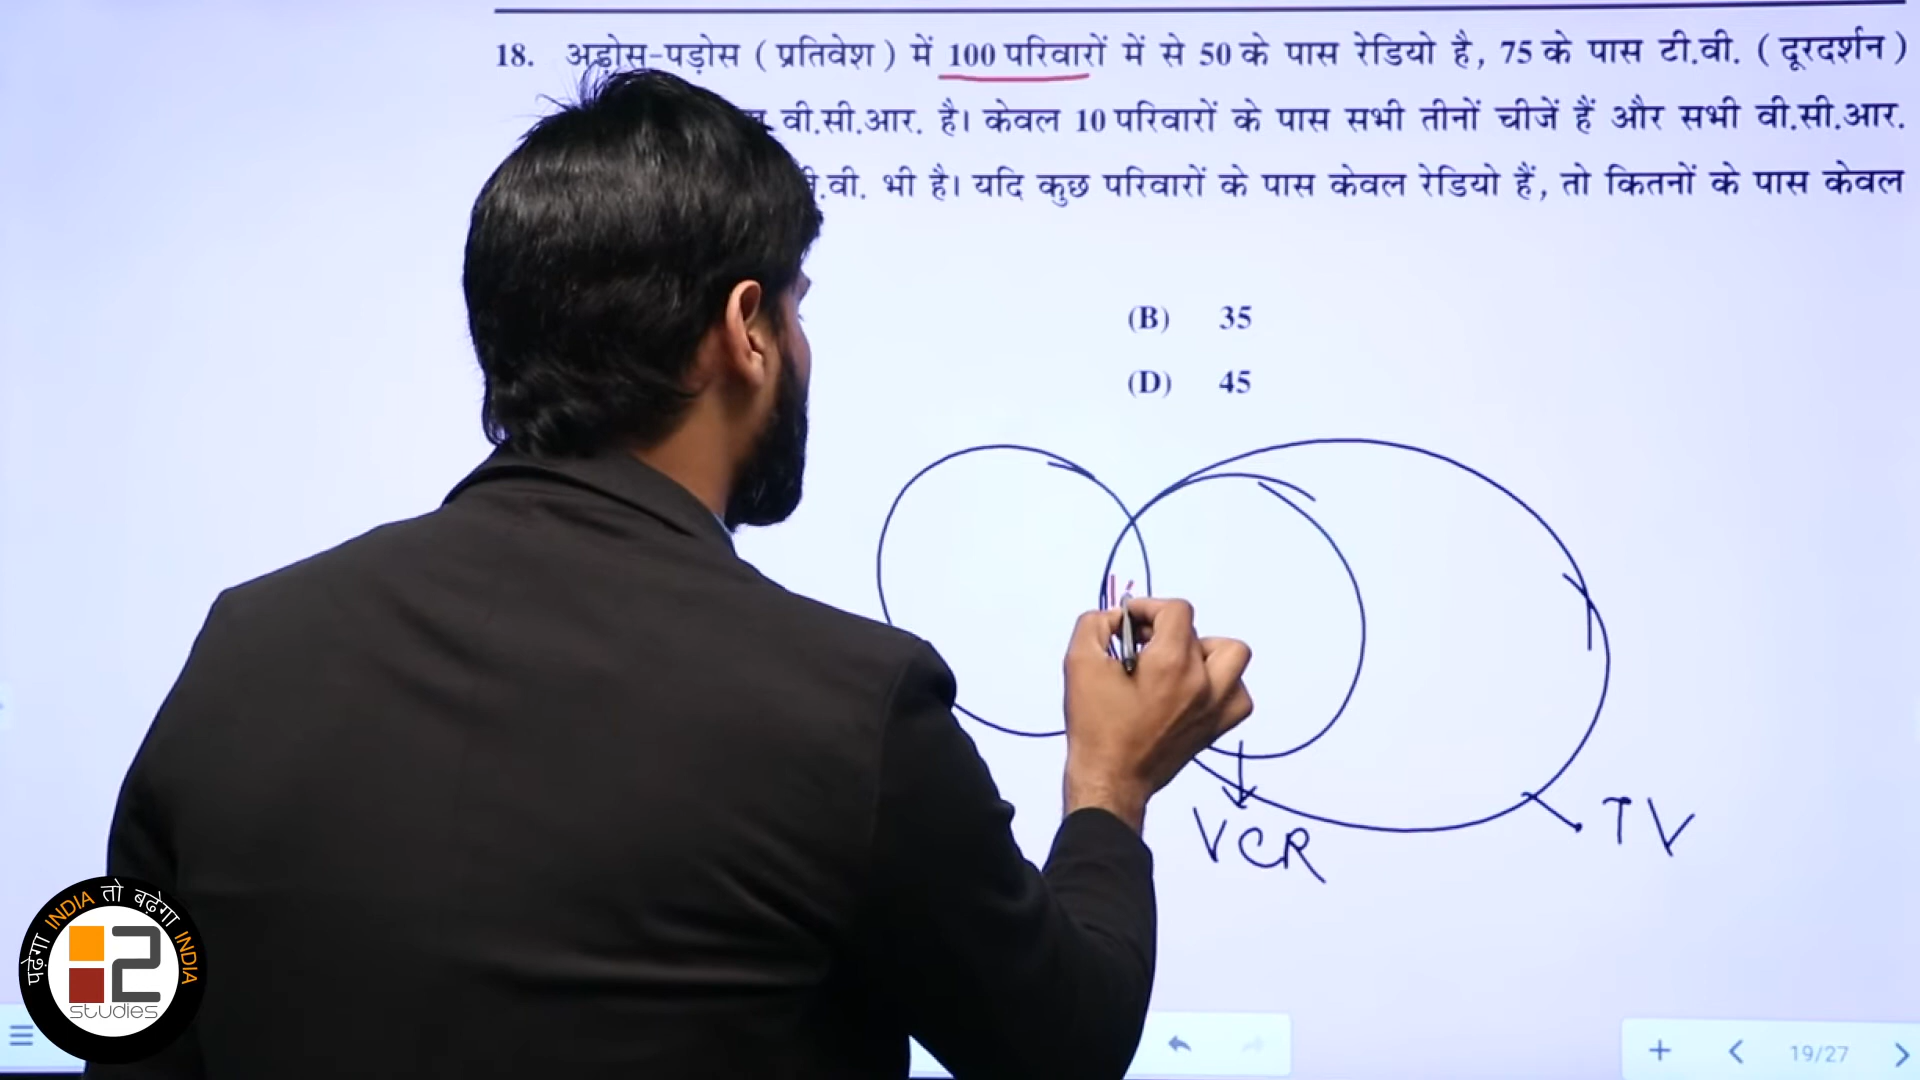 18. अड़ोस-पड़ोस ( प्रतिवेश ) में 100 परिवारों में से 50 के पास रेडियो है, 75 के पास टी.वी. ( दूरदर्शन )
वी.सी.आर. है। केवल 10 परिवारों के पास सभी तीनों चीजें हैं और सभी वी.सी.आर.
.वी. भी है। यदि कुछ परिवारों के पास केवल रेडियो हैं, तो कितनों के पास केवल
(B) 35
(D) 45
VCR
TV
पढ़ेगा INDIA तो बढ़ेगा INDIA
2
studies
19/27